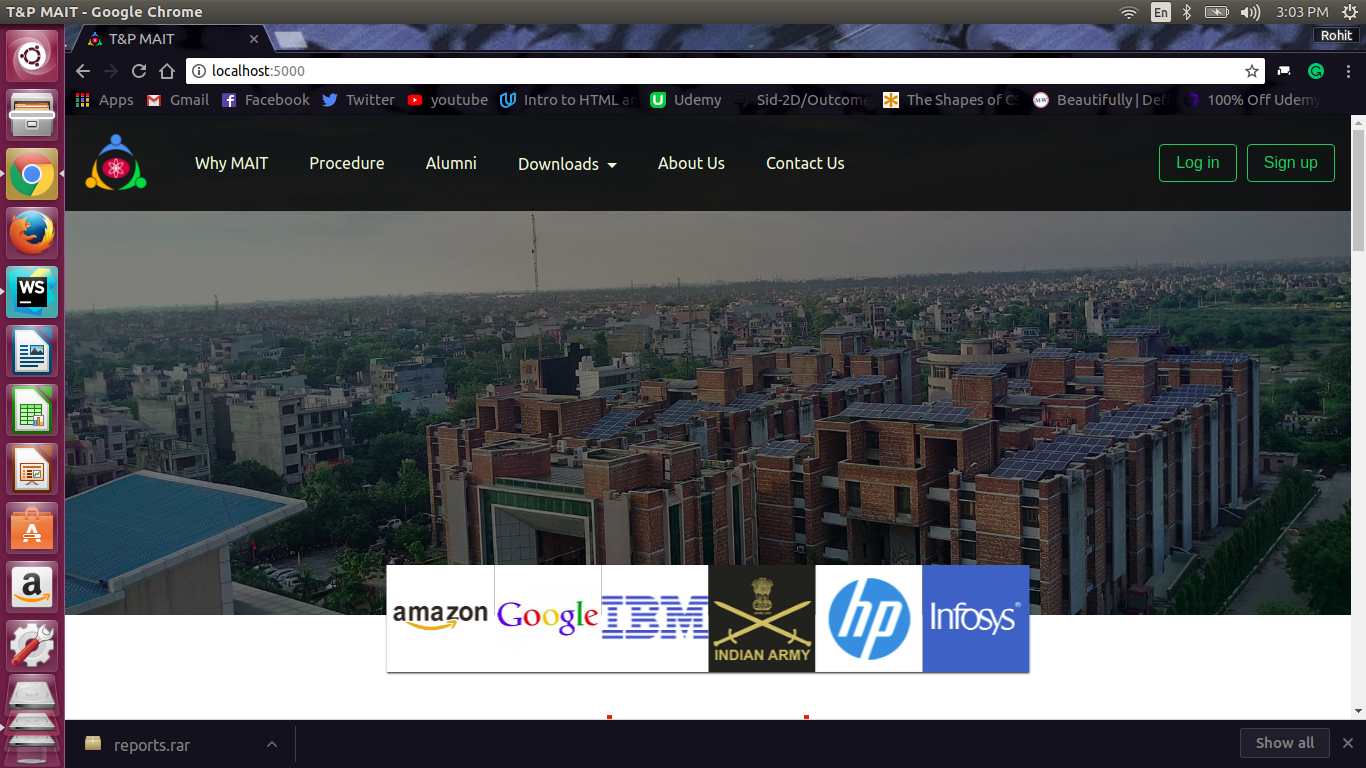 T&P MAIT - Google Chrome
En
3:03 PM
T&P MAIT
Rohit
localhost:5000
Apps
Gmail
Facebook
Twitter
youtube
Intro to HTML an
Udemy
Sid-2D/Outcome
The Shapes of C
Beautifully | Def
100% Off Udemy
Why MAIT
Procedure
Alumni
Downloads
About Us
Contact Us
Log in
Sign up
WS
amazon
Google
IBM
INDIAN ARMY
hp
Infosys®
reports.rar
Show all